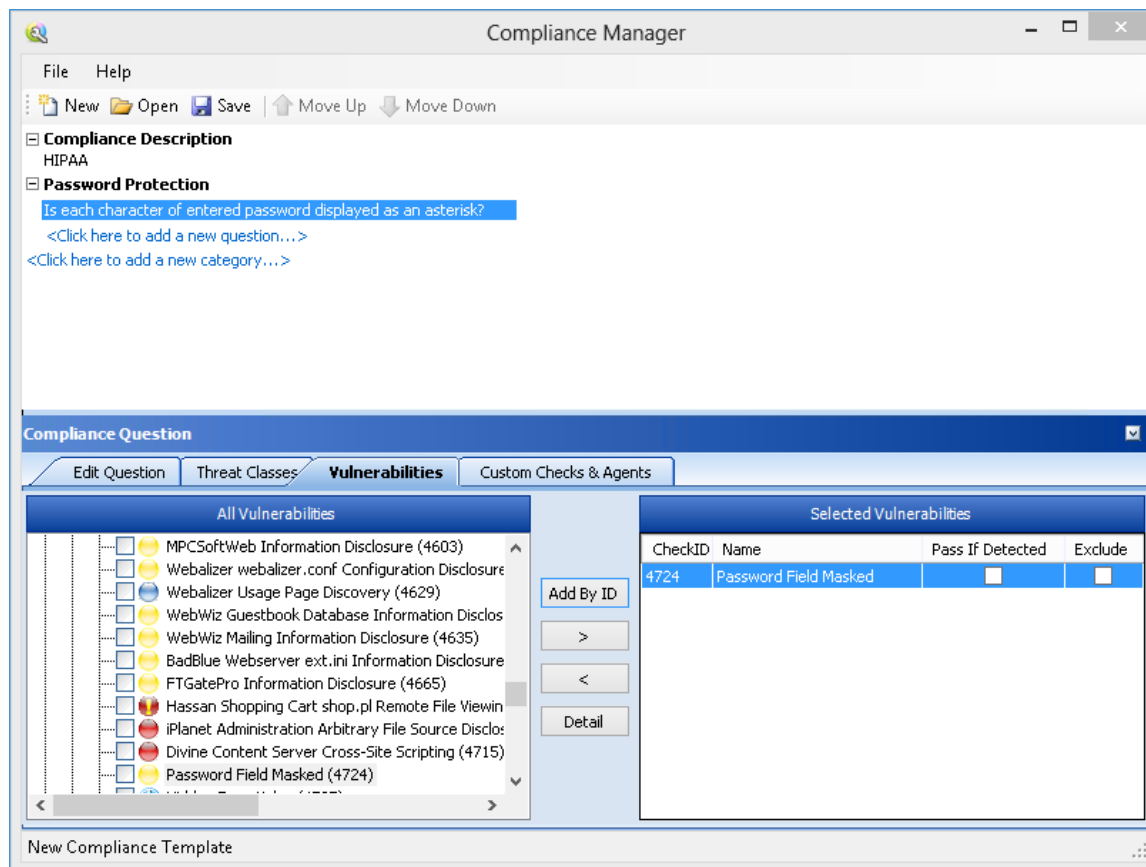 Compliance Manager
File Help
New Open Save Move Up Move Down
Compliance Description
HIPAA
Password Protection
Is each character of entered password displayed as an asterisk?
<Click here to add a new question...>
<Click here to add a new category...>
Compliance Question
Edit Question Threat Classes Vulnerabilities Custom Checks & Agents
All Vulnerabilities
MPCSoftWeb Information Disclosure (4603)
Webalizer webalizer.conf Configuration Disclosure
Webalizer Usage Page Discovery (4629)
WebWiz Guestbook Database Information Disclos
WebWiz Mailing Information Disclosure (4635)
BadBlue Webserver ext.ini Information Disclosure
FTGatePro Information Disclosure (4665)
Hassan Shopping Cart shop.pl Remote File Viewin
iPlanet Administration Arbitrary File Source Disclos
Divine Content Server Cross-Site Scripting (4715)
Password Field Masked (4724)
Add By ID
>
<
Detail
Selected Vulnerabilities
CheckID Name Pass If Detected Exclude
4724 Password Field Masked
New Compliance Template